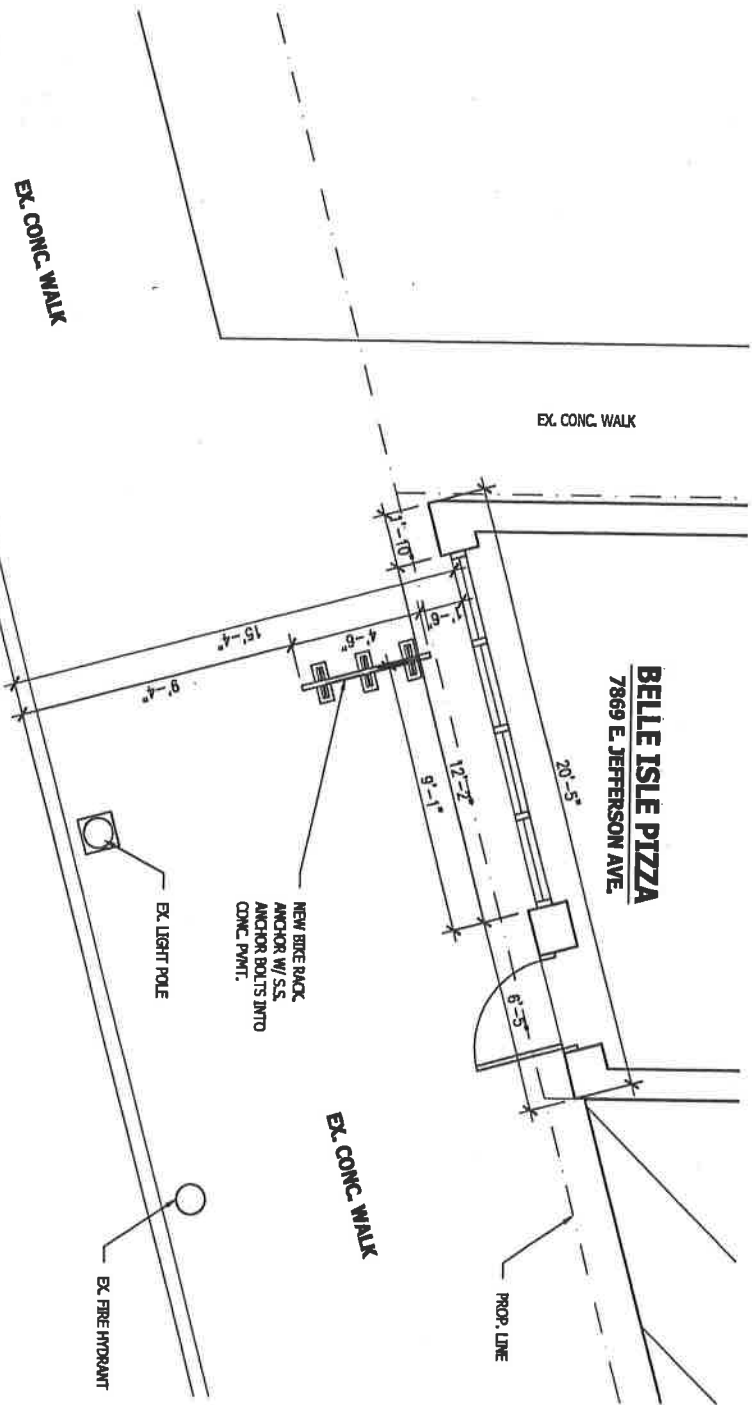 BELLE ISLE PIZZA
7869 E. JEFFERSON AVE.
EX. CONC. WALK
EX. CONC. WALK
20'-5"
1'-10"
1'-6"
15'-4"
4'-6"
9'-4"
12'-2"
9'-1"
6'-5"
NEW BIKE RACK.
ANCHOR W/ S.S.
ANCHOR BOLTS INTO
CONC. PVMT.
EX. LIGHT POLE
EX. CONC. WALK
PROP. LINE
EX. FIRE HYDRANT